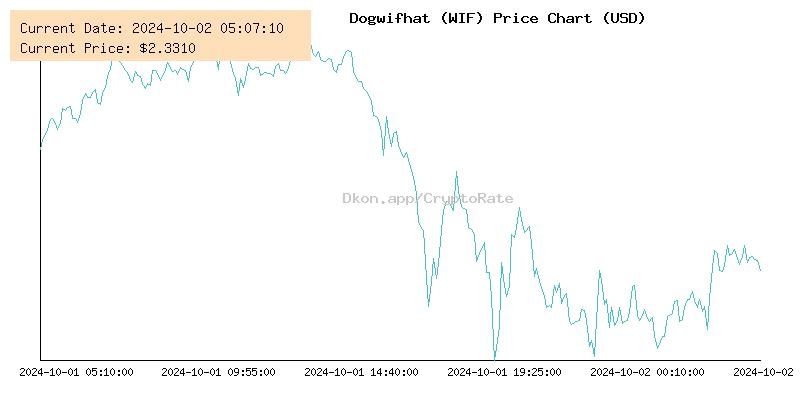 Dogwifhat (WIF) Price Chart (USD)
Current Date: 2024-10-02 05:07:10
Current Price: $2.3310
Dkon.app/CryptoRate
2024-10-01 05:10:00 2024-10-01 09:55:00 2024-10-01 14:40:00 2024-10-01 19:25:00 2024-10-02 00:10:00 2024-10-02